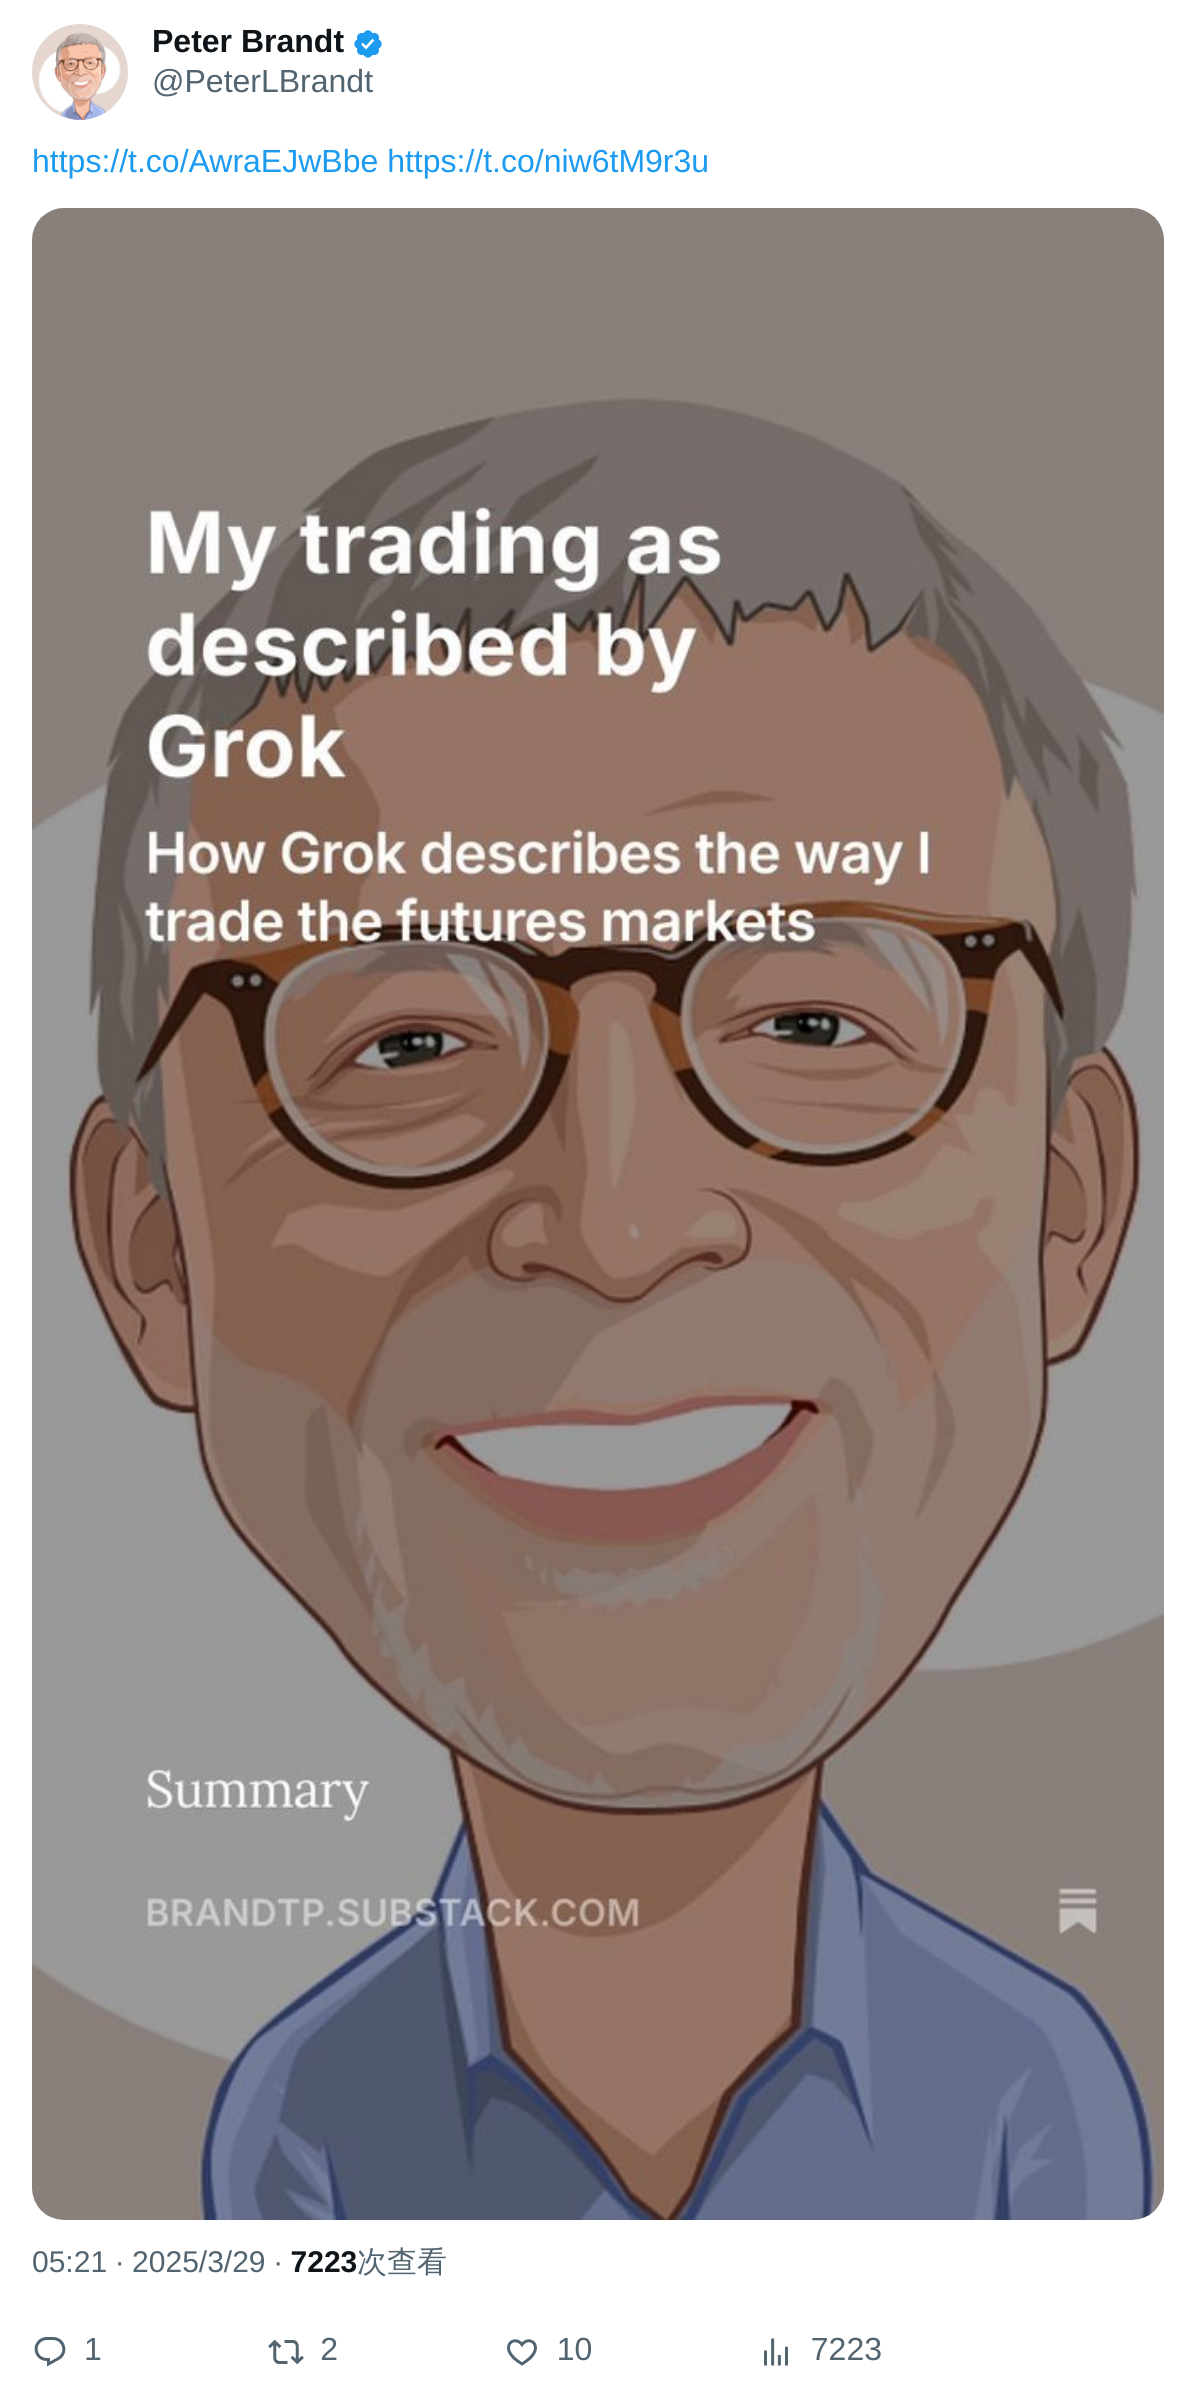 Peter Brandt
@PeterLBrandt
https://t.co/AwraEJwBbe https://t.co/niw6tM9r3u
My trading as
described by
Grok
How Grok describes the way I
trade the futures markets
Summary
BRANDTP.SUBSTACK.COM
05:21 · 2025/3/29 · 7223次查看
1 2 10 7223